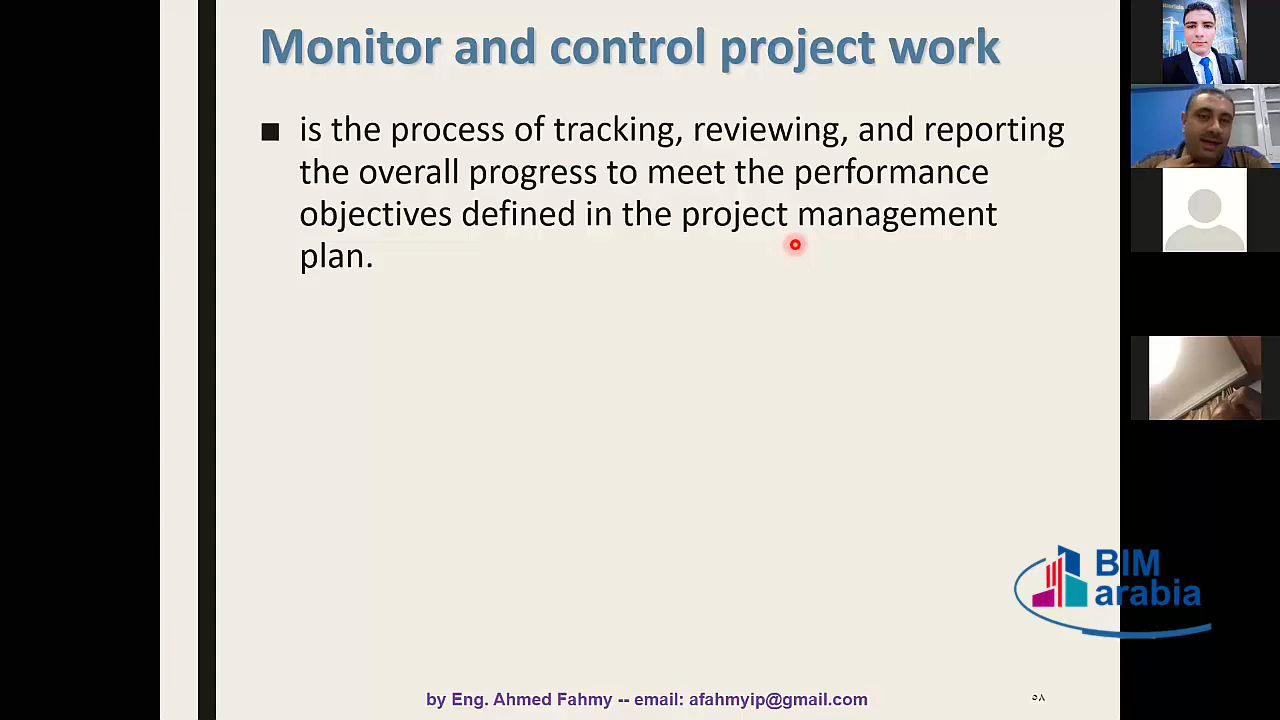 Monitor and control project work
■ is the process of tracking, reviewing, and reporting
the overall progress to meet the performance
objectives defined in the project management
plan.
BIM
arabia
by Eng. Ahmed Fahmy -- email: afahmyip@gmail.com
٥٨